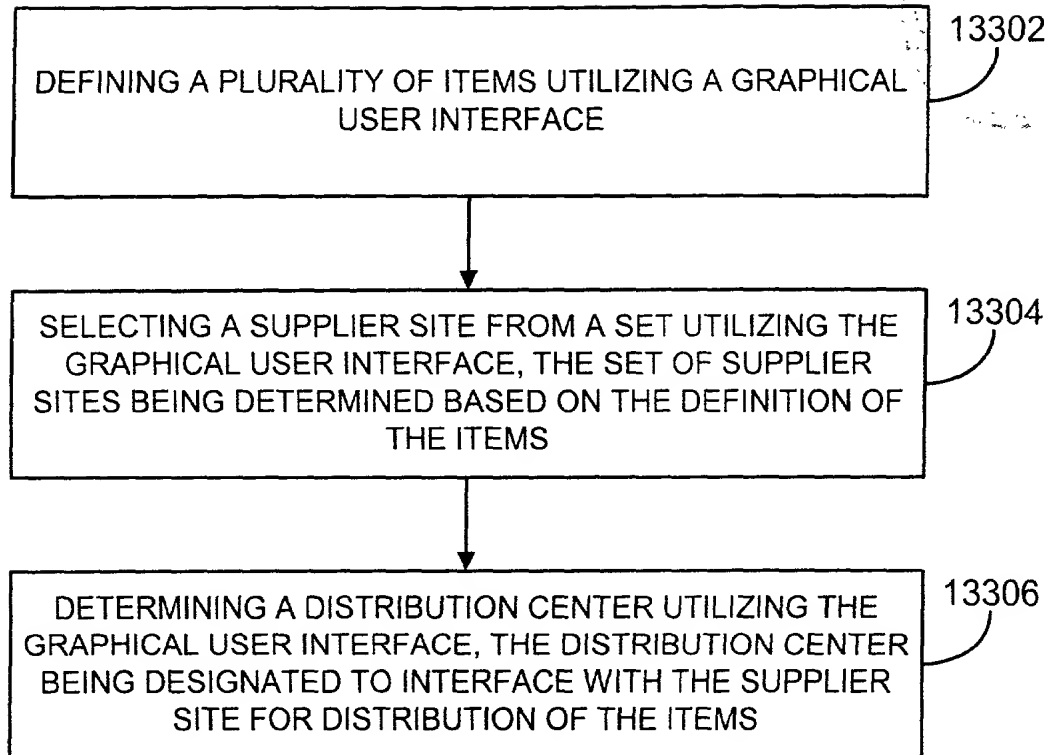 13302
DEFINING A PLURALITY OF ITEMS UTILIZING A GRAPHICAL
USER INTERFACE
13304
SELECTING A SUPPLIER SITE FROM A SET UTILIZING THE
GRAPHICAL USER INTERFACE, THE SET OF SUPPLIER
SITES BEING DETERMINED BASED ON THE DEFINITION OF
THE ITEMS
13306
DETERMINING A DISTRIBUTION CENTER UTILIZING THE
GRAPHICAL USER INTERFACE, THE DISTRIBUTION CENTER
BEING DESIGNATED TO INTERFACE WITH THE SUPPLIER
SITE FOR DISTRIBUTION OF THE ITEMS